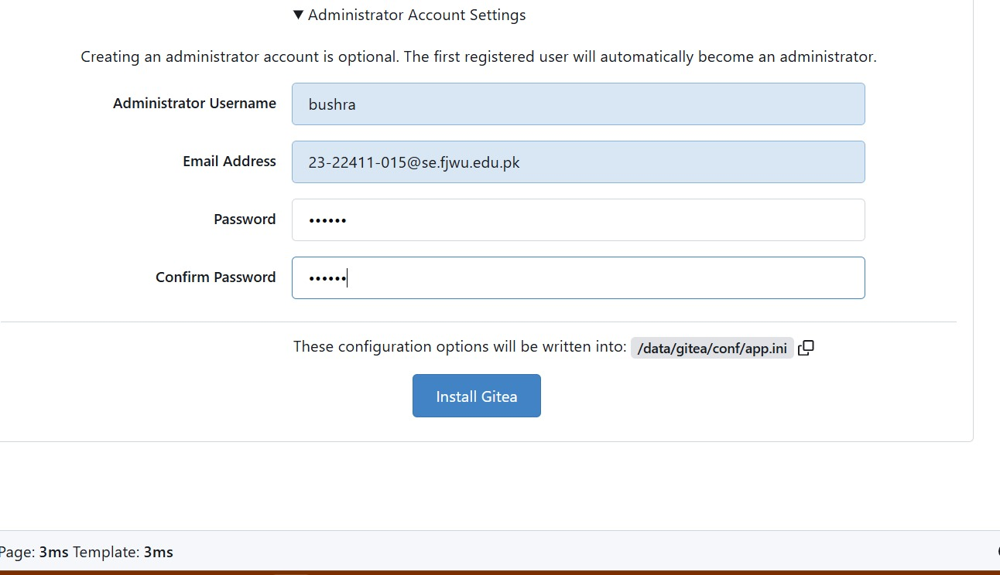 ▼ Administrator Account Settings
Creating an administrator account is optional. The first registered user will automatically become an administrator.
Administrator Username bushra
Email Address 23-22411-015@se.fjwu.edu.pk
Password ••••••
Confirm Password ••••••
These configuration options will be written into: /data/gitea/conf/app.ini
Install Gitea
Page: 3ms Template: 3ms